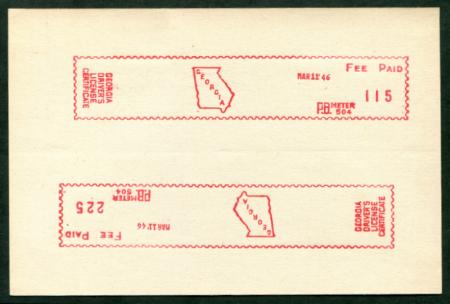 GEORGIA
DRIVER'S
LICENSE
CERTIFICATE
GEORGIA
MAR 12 '46
FEE PAID
115
PB METER
504
GEORGIA
DRIVER'S
LICENSE
CERTIFICATE
GEORGIA
MAR 12 '46
FEE PAID
225
PB METER
504